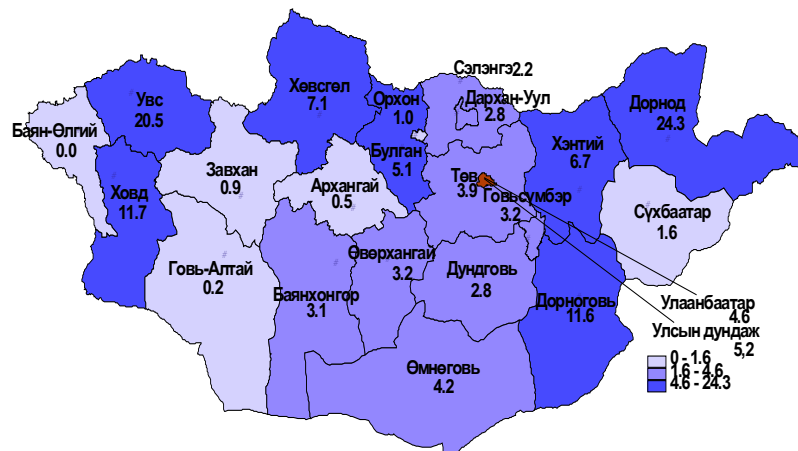 Сэлэнгэ2.2
Увс
20.5
Хөвсгөл
7.1
Орхон
1.0
Дархан-Уул
2.8
Дорнод
24.3
Баян-Өлгий
0.0
Завхан
0.9
Булган
5.1
Хэнтий
6.7
Ховд
11.7
Архангай
0.5
Төв
3.9
Говьсүмбэр
3.2
Сүхбаатар
1.6
Говь-Алтай
0.2
Өвөрхангай
3.2
Баянхонгор
3.1
Дундговь
2.8
Дорноговь
11.6
Улаанбаатар
4.6
Улсын дундаж
5,2
Өмнөговь
4.2
0 - 1.6
1.6 - 4.6
4.6 - 24.3